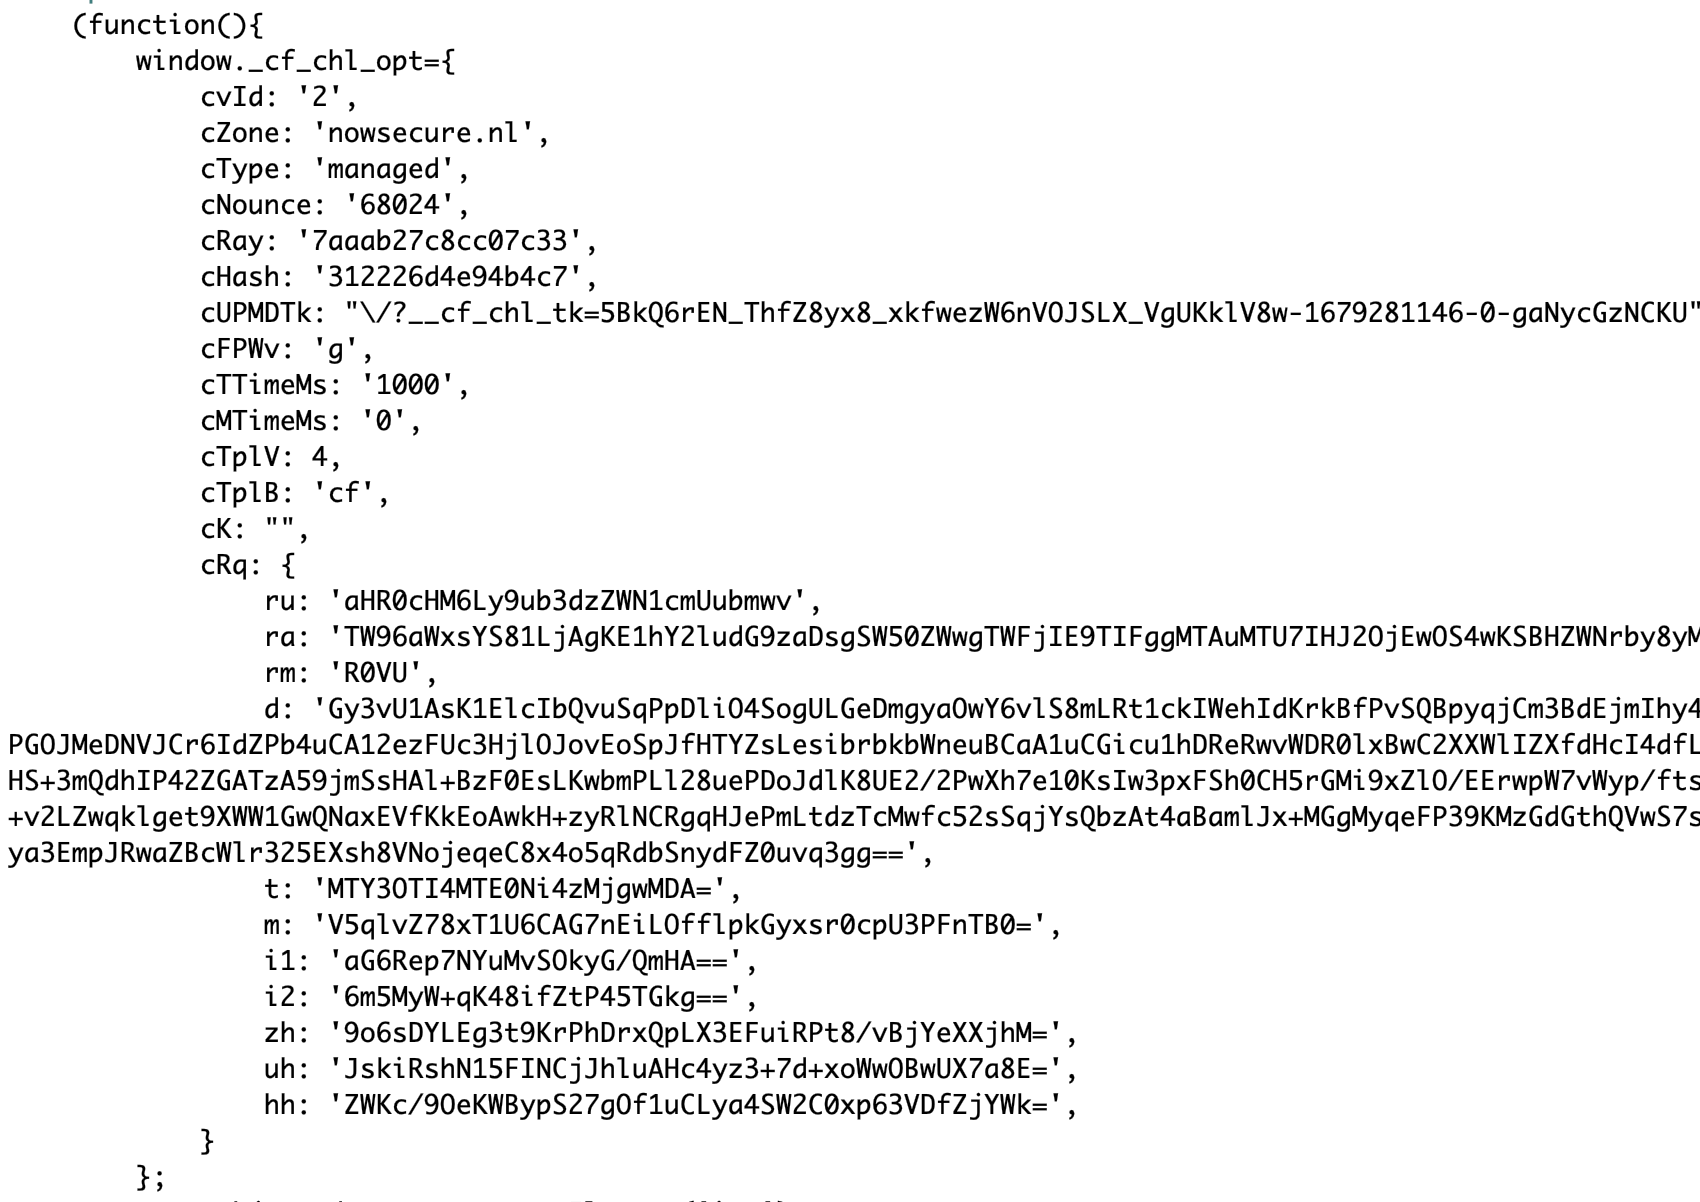 (function(){
window._cf_chl_opt={
cvId: '2',
cZone: 'nowsecure.nl',
cType: 'managed',
cNounce: '68024',
cRay: '7aaab27c8cc07c33',
cHash: '312226d4e94b4c7',
cUPMDTk: "\/?__cf_chl_tk=5BkQ6rEN_ThfZ8yx8_xkfwezW6nVOJSLX_VgUKklV8w-1679281146-0-gaNycGzNCKU"
cFPWv: 'g',
cTTimeMs: '1000',
cMTimeMs: '0',
cTplV: 4,
cTplB: 'cf',
cK: "",
cRq: {
ru: 'aHR0cHM6Ly9ub3dzZWN1cmUubmwv',
ra: 'TW96aWxsYS81LjAgKE1hY2ludG9zaDsgSW50ZWwgTWFjIE9TIFggMTAuMTU7IHJ2OjEwOS4wKSBHZWNrby8yM
rm: 'R0VU',
d: 'Gy3vU1AsK1ElcIbQvuSqPpDliO4SogULGeDmgyaOwY6vlS8mLRt1ckIWehIdKrkBfPvSQBpyqjCm3BdEjmIhy4
PGOJMeDNVJCr6IdZPb4uCA12ezFUc3HjlOJovEoSpJfHTYZsLesibrbkbWneuBCaA1uCGicu1hDReRwvWDR0lxBwC2XXWlIZXfdHcI4dfL
HS+3mQdhIP42ZGATzA59jmSsHAl+BzF0EsLKwbmPLl28uePDoJdlK8UE2/2PwXh7e10KsIw3pxFSh0CH5rGMi9xZlO/EErwpW7vWyp/fts
+v2LZwqklget9XWW1GwQNaxEVfKkEoAwkH+zyRlNCRgqHJePmLtdzTcMwfc52sSqjYsQbzAt4aBamlJx+MGgMyqeFP39KMzGdGthQVwS7s
ya3EmpJRwaZBcWlr325EXsh8VNojeqeC8x4o5qRdbSnydFZ0uvq3gg==',
t: 'MTY3OTI4MTE0Ni4zMjgwMDA=',
m: 'V5qlvZ78xT1U6CAG7nEiLOfflpkGyxsr0cpU3PFnTB0=',
i1: 'aG6Rep7NYuMvSOkyG/QmHA==',
i2: '6m5MyW+qK48ifZtP45TGkg==',
zh: '9o6sDYLEg3t9KrPhDrxQpLX3EFuiRPt8/vBjYeXXjhM=',
uh: 'JskiRshN15FINCjJhluAHc4yz3+7d+xoWwOBwUX7a8E=',
hh: 'ZWKc/9OeKWBypS27gOf1uCLya4SW2C0xp63VDfZjYWk=',
}
};